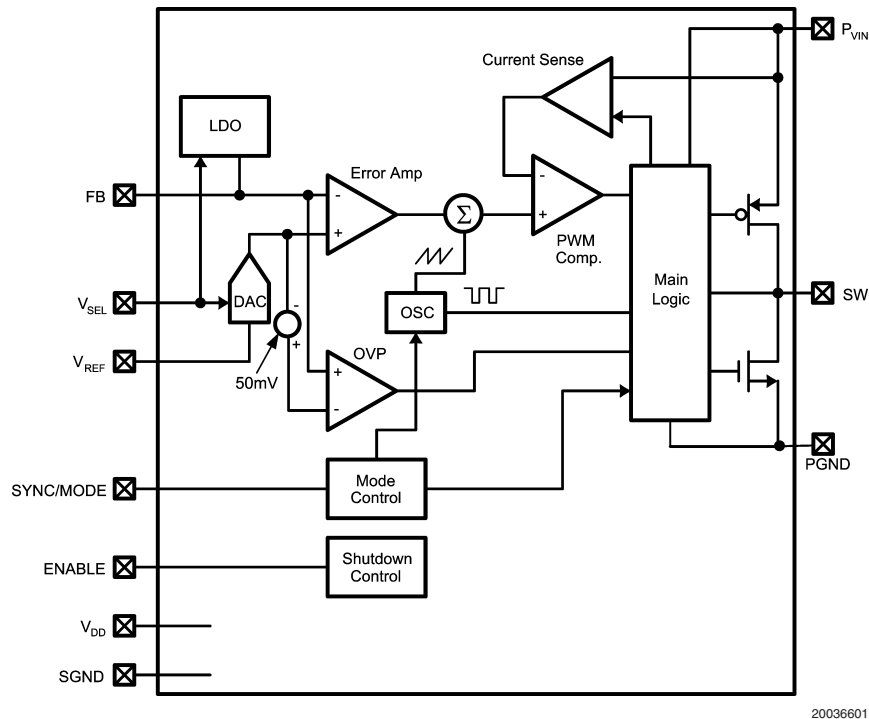 Current Sense
P_VIN
LDO
FB
Error Amp
-
+
Σ
-
+
PWM
Comp.
Main
Logic
V_SEL
DAC
-
+
50mV
OSC
SW
V_REF
OVP
+
-
PGND
SYNC/MODE
Mode
Control
ENABLE
Shutdown
Control
V_DD
SGND
20036601